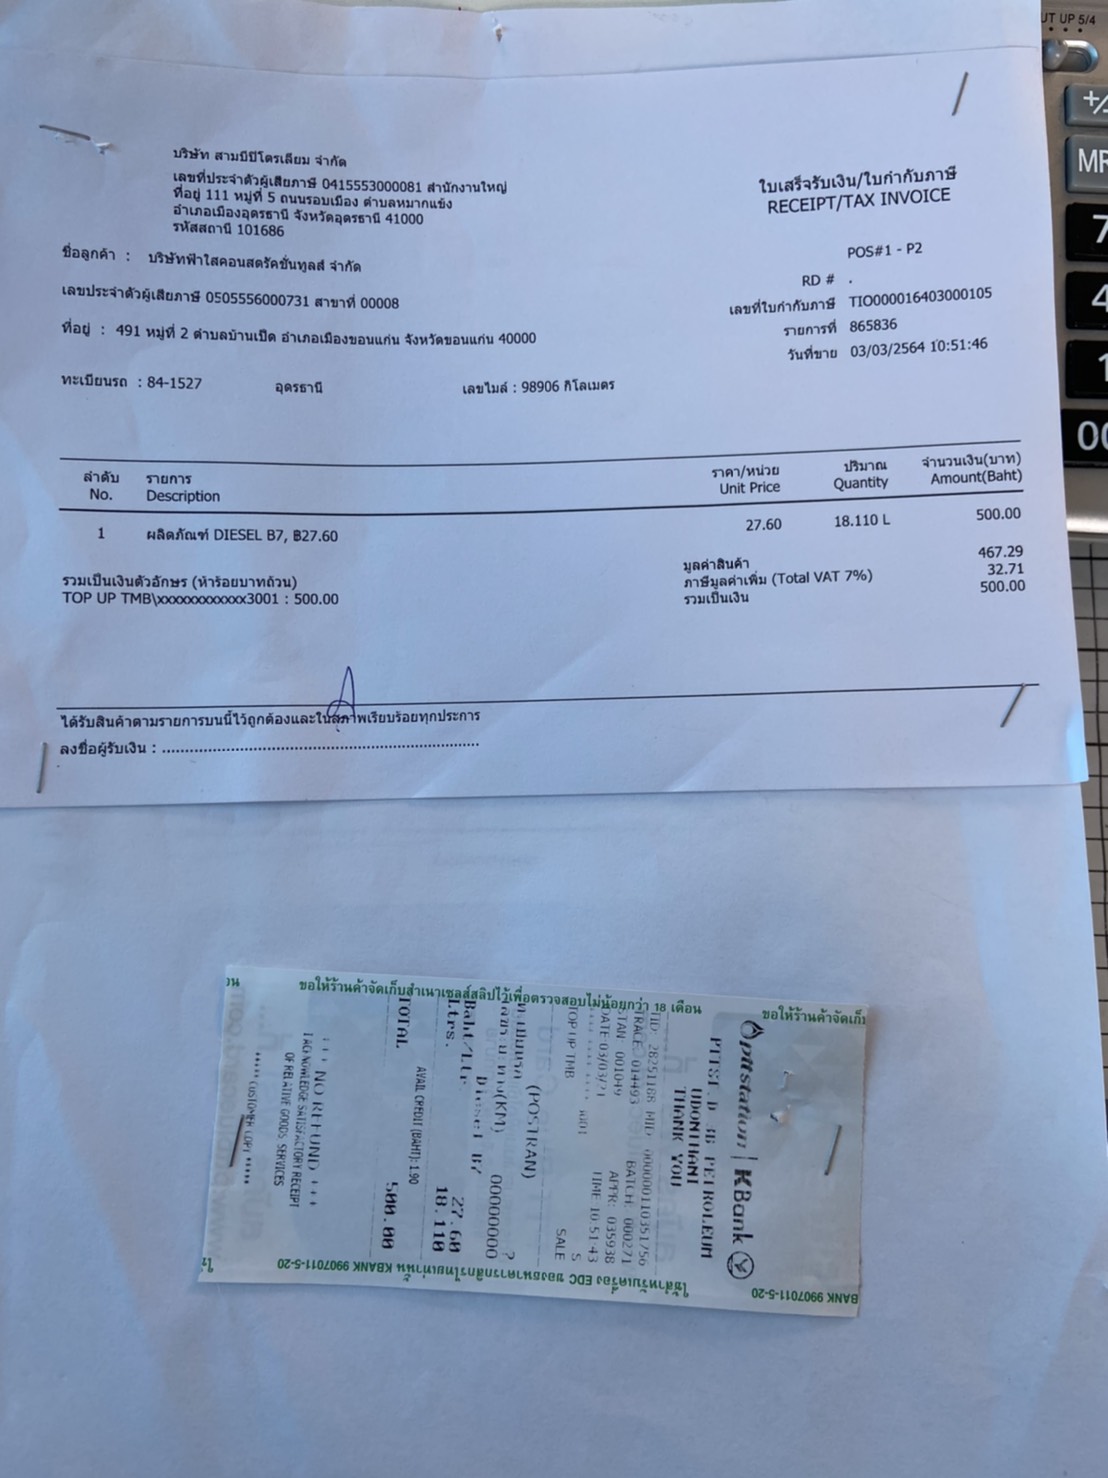 บริษัท สามบีปิโตรเลียม จำกัด
เลขที่ประจำตัวผู้เสียภาษี 0415553000081 สำนักงานใหญ่
ที่อยู่ 111 หมู่ที่ 5 ถนนรอบเมือง ตำบลหมากแข้ง
อำเภอเมืองอุดรธานี จังหวัดอุดรธานี 41000
รหัสสถานี 101686
ใบเสร็จรับเงิน/ใบกำกับภาษี
RECEIPT/TAX INVOICE
POS#1 - P2
RD # .
เลขที่ใบกำกับภาษี TIO000016403000105
รายการที่ 865836
วันที่ขาย 03/03/2564 10:51:46
ชื่อลูกค้า : บริษัทฟ้าใสคอนสตรัคชั่นทูลส์ จำกัด
เลขประจำตัวผู้เสียภาษี 0505556000731 สาขาที่ 00008
ที่อยู่ : 491 หมู่ที่ 2 ตำบลบ้านเป็ด อำเภอเมืองขอนแก่น จังหวัดขอนแก่น 40000
ทะเบียนรถ : 84-1527 อุดรธานี เลขไมล์ : 98906 กิโลเมตร
ลำดับ รายการ ราคา/หน่วย ปริมาณ จำนวนเงิน(บาท)
No. Description Unit Price Quantity Amount(Baht)
1 ผลิตภัณฑ์ DIESEL B7, ฿27.60 27.60 18.110 L 500.00
มูลค่าสินค้า 467.29
ภาษีมูลค่าเพิ่ม (Total VAT 7%) 32.71
รวมเป็นเงิน 500.00
รวมเป็นเงินตัวอักษร (ห้าร้อยบาทถ้วน)
TOP UP TMB\xxxxxxxxxxxx3001 : 500.00
ได้รับสินค้าตามรายการบนนี้ไว้ถูกต้องและในสภาพเรียบร้อยทุกประการ
ลงชื่อผู้รับเงิน :
ขอให้ร้านค้าจัดเก็บสำเนาเซลส์สลิปไว้เพื่อตรวจสอบไม่น้อยกว่า 18 เดือน
pttstation | KBank
PETROLEUM
UDONTHANI
THANK YOU
TID: 28251188 MID: 000000110351756
TRACE: 014493 BATCH: 000271
STAN: 001049 APPR: 035938
DATE 03/03/21 TIME 10:51:43
TOP UP TMB SALE
(POSTRAN)
(KM) 00000000
Diesel B7
Baht/Ltr 27.60
Ltrs. 18.110
TOTAL 500.00
AVAIL CREDIT (BAHT): 1.90
NO REFUND
I ACKNOWLEDGE SATISFACTORY RECEIPT
OF RELATIVE GOODS SERVICES
***** CUSTOMER COPY *****
ใช้สำหรับเครื่อง EDC ของธนาคารกสิกรไทยเท่านั้น KBANK 9907011-5-20
UT UP 5/4
+/-
7
4
1
00